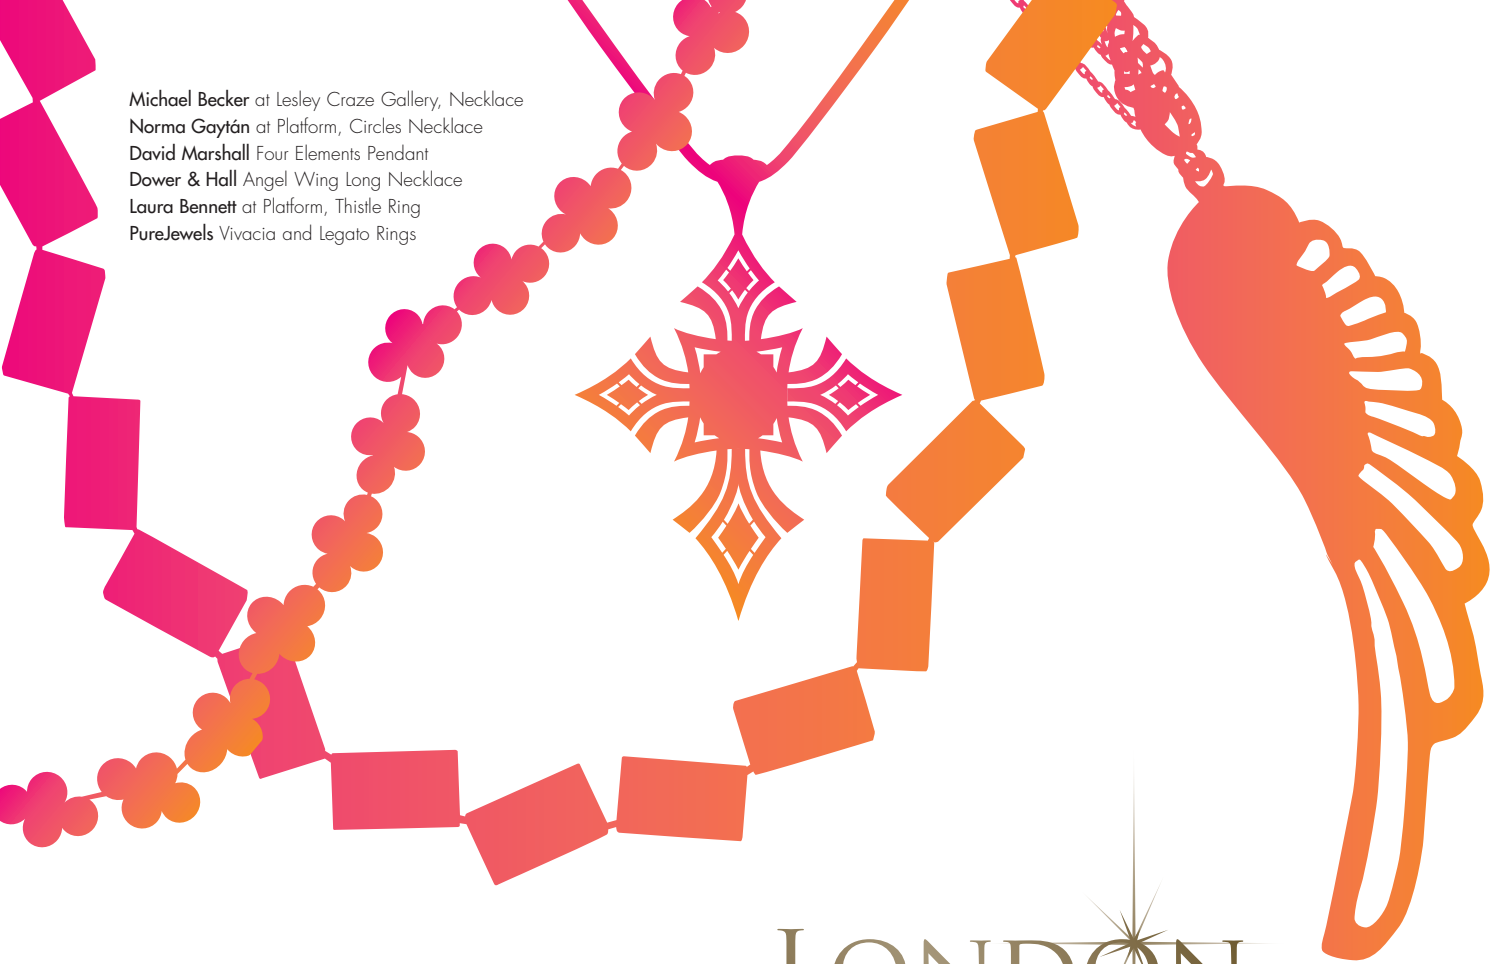 Michael Becker at Lesley Craze Gallery, Necklace
Norma Gaytán at Platform, Circles Necklace
David Marshall Four Elements Pendant
Dower & Hall Angel Wing Long Necklace
Laura Bennett at Platform, Thistle Ring
PureJewels Vivacia and Legato Rings
LONDON